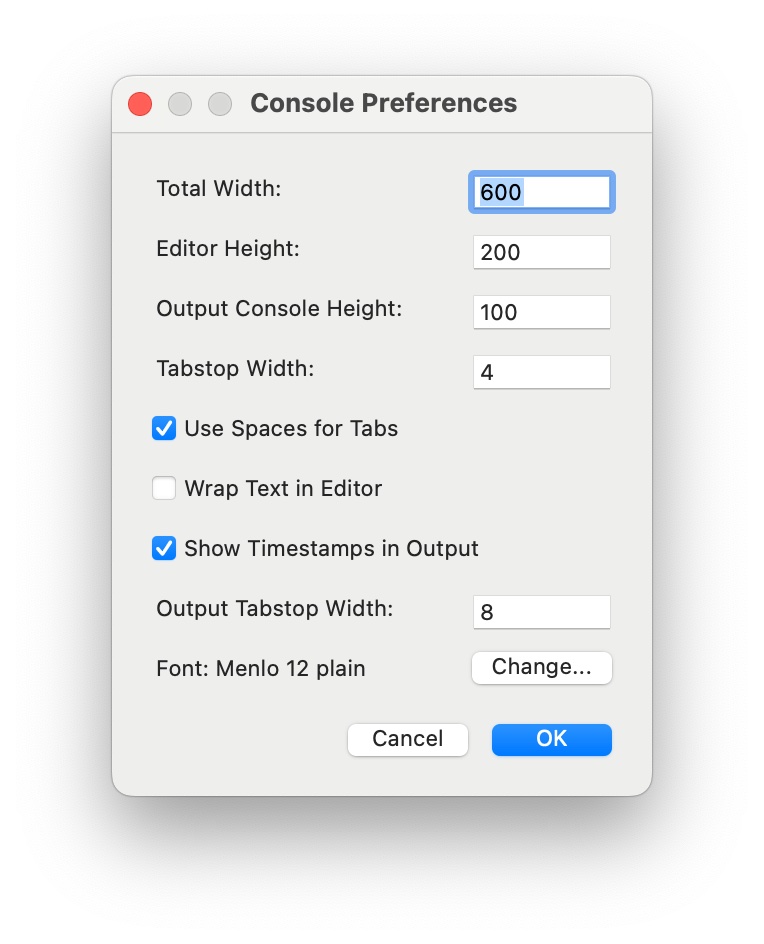 Console Preferences
Total Width: 600
Editor Height: 200
Output Console Height: 100
Tabstop Width: 4
Use Spaces for Tabs
Wrap Text in Editor
Show Timestamps in Output
Output Tabstop Width: 8
Font: Menlo 12 plain Change...
Cancel OK